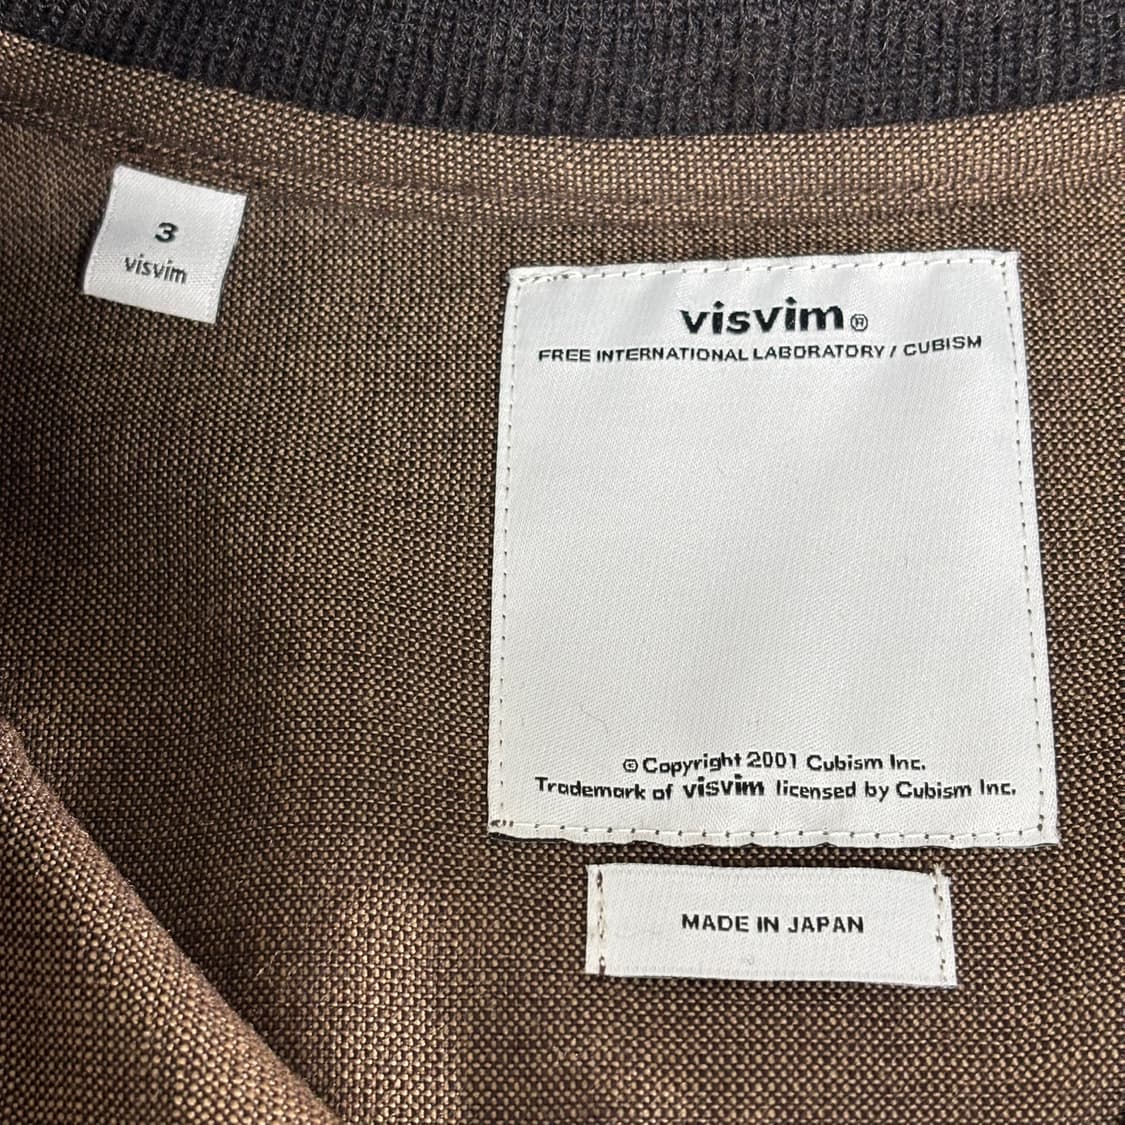 3
visvim
visvim®
FREE INTERNATIONAL LABORATORY / CUBISM
© Copyright 2001 Cubism Inc.
Trademark of visvim licensed by Cubism Inc.
MADE IN JAPAN